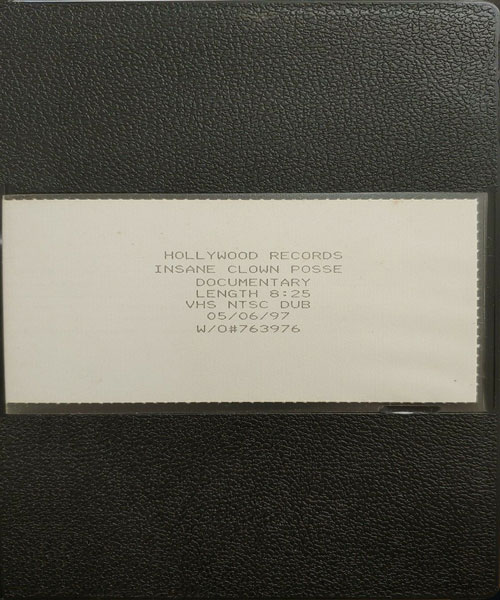 HOLLYWOOD RECORDS
INSANE CLOWN POSSE
DOCUMENTARY
LENGTH 8:25
VHS NTSC DUB
05/06/97
W/O#763976